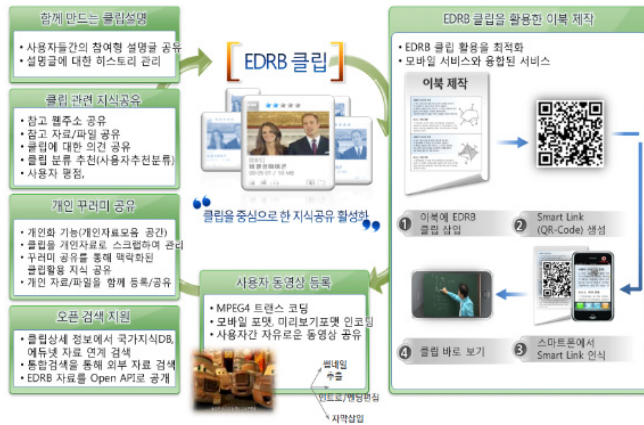 함께 만드는 클립설명
• 사용자들간의 참여형 설명글 공유
• 설명글에 대한 히스토리 관리
클립 관련 지식공유
• 참고 웹주소 공유
• 참고 자료/파일 공유
• 클립에 대한 의견 공유
• 클립 분류 추천(사용자추천분류)
• 사용자 평점,
개인 꾸러미 공유
• 개인화 기능(개인자료모음 공간)
• 클립을 개인자료로 스크랩하여 관리
• 꾸러미 공유를 통해 맥락화된
클립활용 지식 공유
• 개인 자료/파일을 함께 등록/공유
오픈 검색 지원
• 클립상세 정보에서 국가지식DB,
에듀넷 자료 연계 검색
• 통합검색을 통해 외부 자료 검색
• EDRB 자료를 Open API로 공개
[EDRB 클립]
“클립을 중심으로 한 지식공유 활성화”
사용자 동영상 등록
• MPEG4 트랜스 코딩
• 모바일 포맷, 미리보기포맷 인코딩
• 사용자간 자유로운 동영상 공유
썸네일
추출
인트로/엔딩편집
자막삽입
EDRB 클립을 활용한 이북 제작
• EDRB 클립 활용을 최적화
• 모바일 서비스와 융합된 서비스
이북 제작
1 이북에 EDRB
클립 삽입
2 Smart Link
(QR-Code) 생성
4 클립 바로 보기
3 스마트폰에서
Smart Link 인식